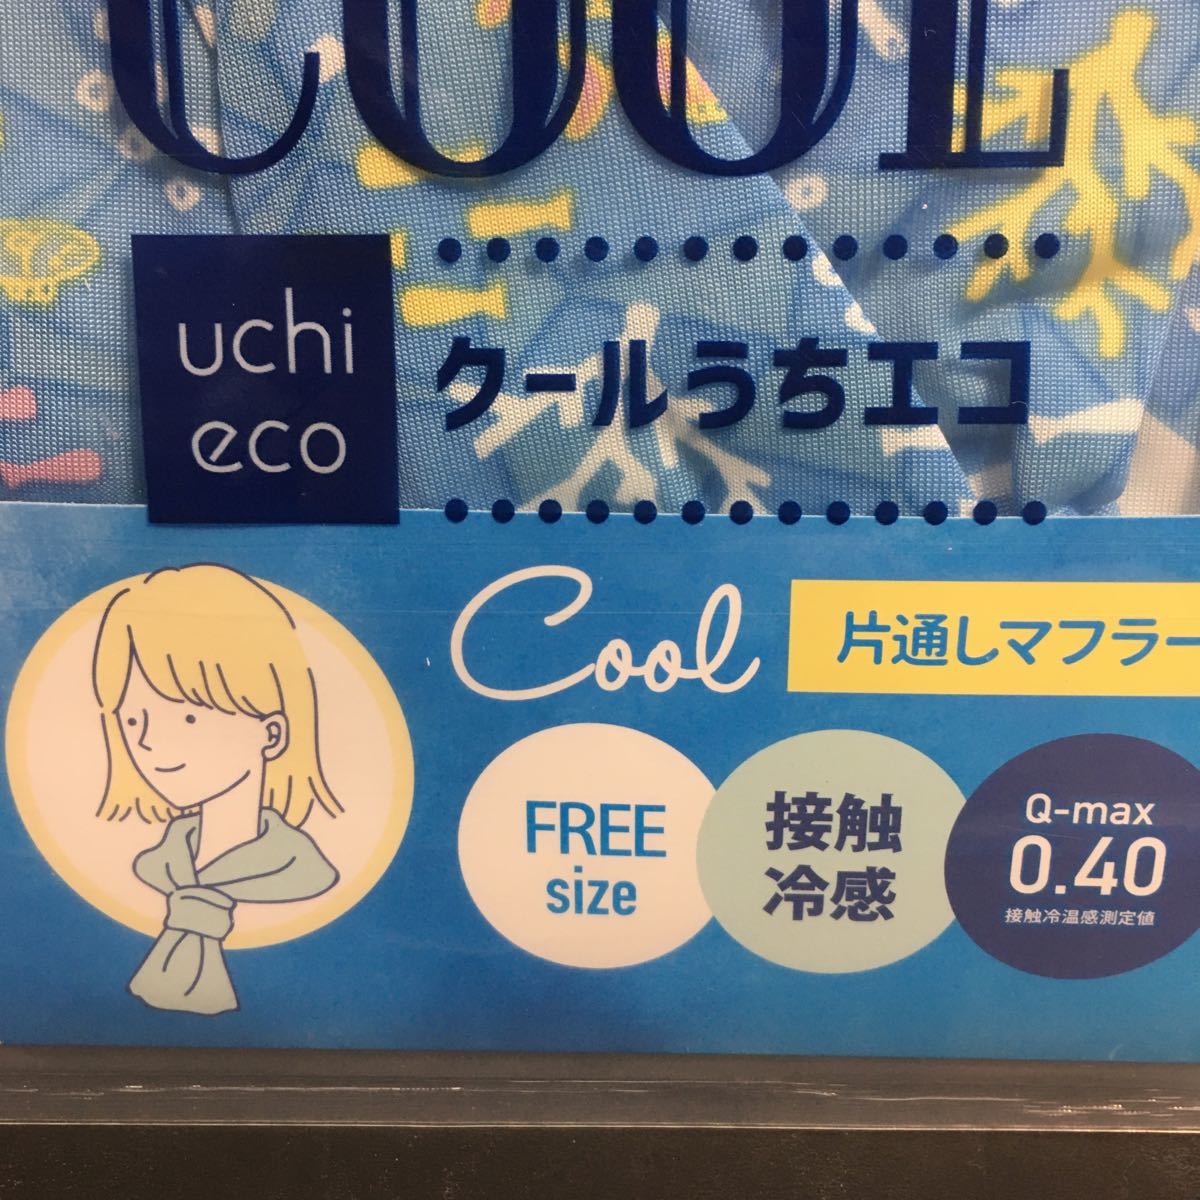 COOL
uchi
eco
クールうちエコ
Cool
片通しマフラー
FREE
size
接触
冷感
Q-max
0.40
接触冷温感測定値